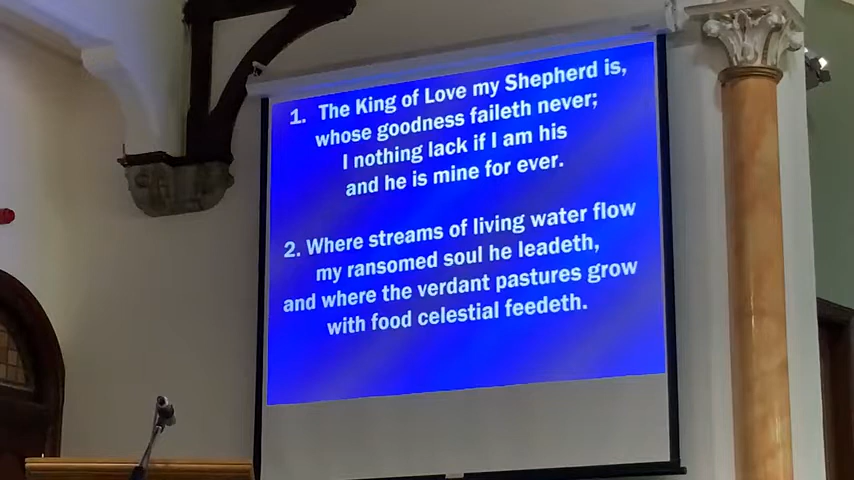 1. The King of Love my Shepherd is,
whose goodness faileth never;
I nothing lack if I am his
and he is mine for ever.
2. Where streams of living water flow
my ransomed soul he leadeth,
and where the verdant pastures grow
with food celestial feedeth.